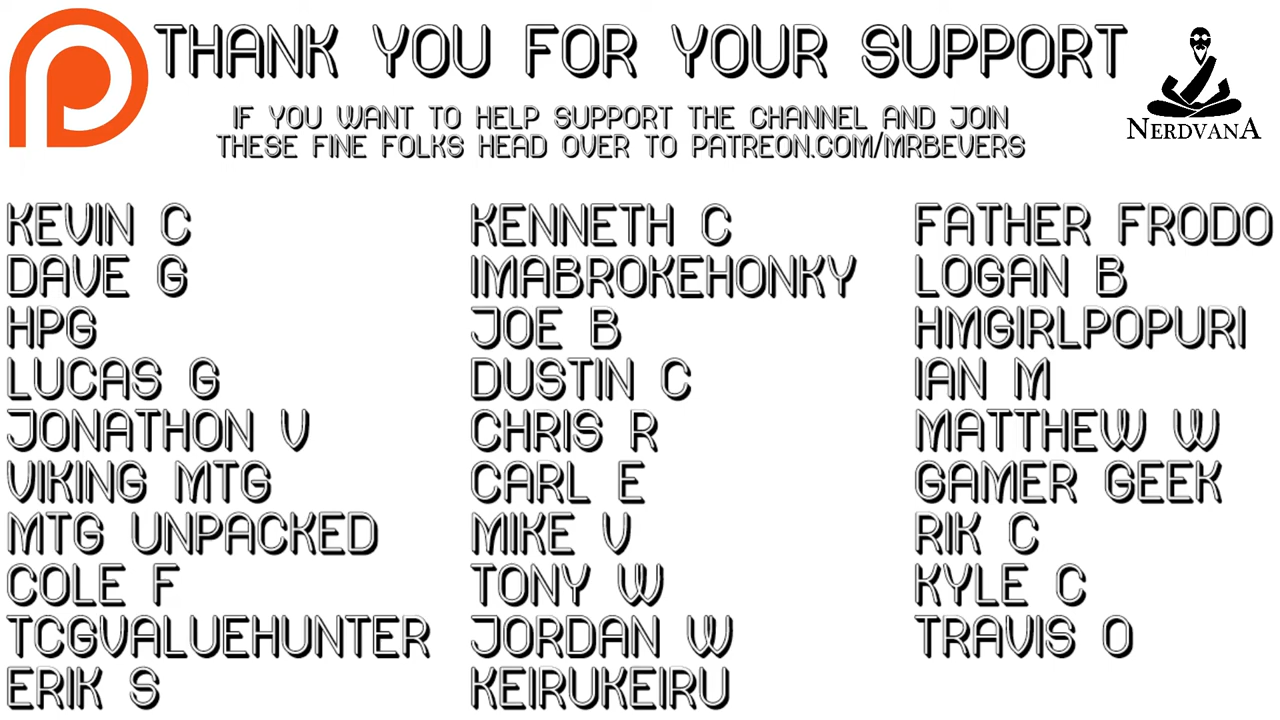 THANK YOU FOR YOUR SUPPORT
IF YOU WANT TO HELP SUPPORT THE CHANNEL AND JOIN
THESE FINE FOLKS HEAD OVER TO PATREON.COM/MRBEVERS
NERDVANA
KEVIN C
DAVE G
HPG
LUCAS G
JONATHON V
VIKING MTG
MTG UNPACKED
COLE F
TCGVALUEHUNTER
ERIK S
KENNETH C
IMABROKEHONKY
JOE B
DUSTIN C
CHRIS R
CARL E
MIKE V
TONY W
JORDAN W
KEIRUKEIRU
FATHER FRODO
LOGAN B
HMGIRLPOPURI
IAN M
MATTHEW W
GAMER GEEK
RIK C
KYLE C
TRAVIS O